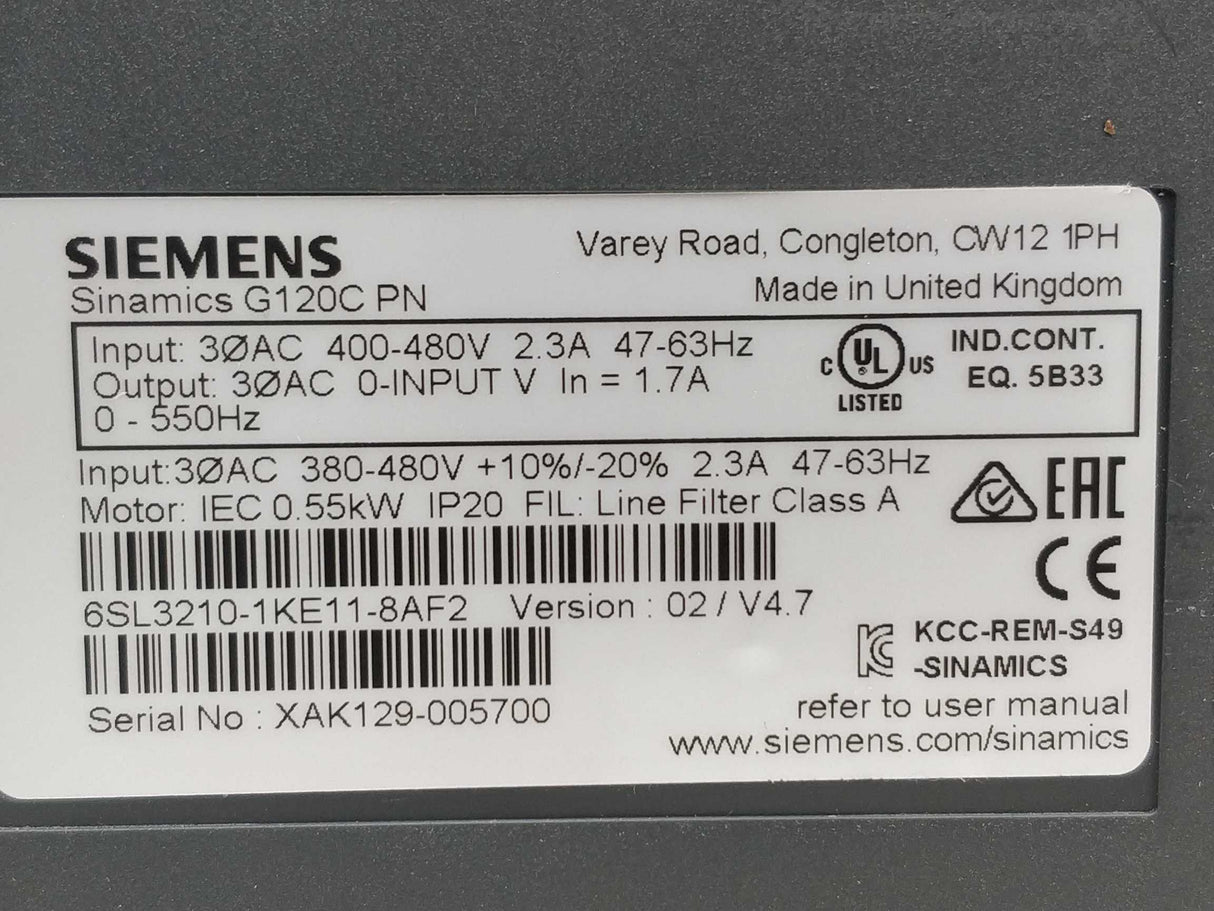 SIEMENS
Varey Road, Congleton, CW12 1PH
Sinamics G120C PN
Made in United Kingdom
Input: 3ØAC 400-480V 2.3A 47-63Hz
Output: 3ØAC 0-INPUT V In = 1.7A
0 - 550Hz
C UL ® US
LISTED
IND.CONT.
EQ. 5B33
Input:3ØAC 380-480V +10%/-20% 2.3A 47-63Hz
Motor: IEC 0.55kW IP20 FIL: Line Filter Class A
EAC
CE
6SL3210-1KE11-8AF2 Version : 02 / V4.7
KCC-REM-S49
-SINAMICS
Serial No : XAK129-005700
refer to user manual
www.siemens.com/sinamics